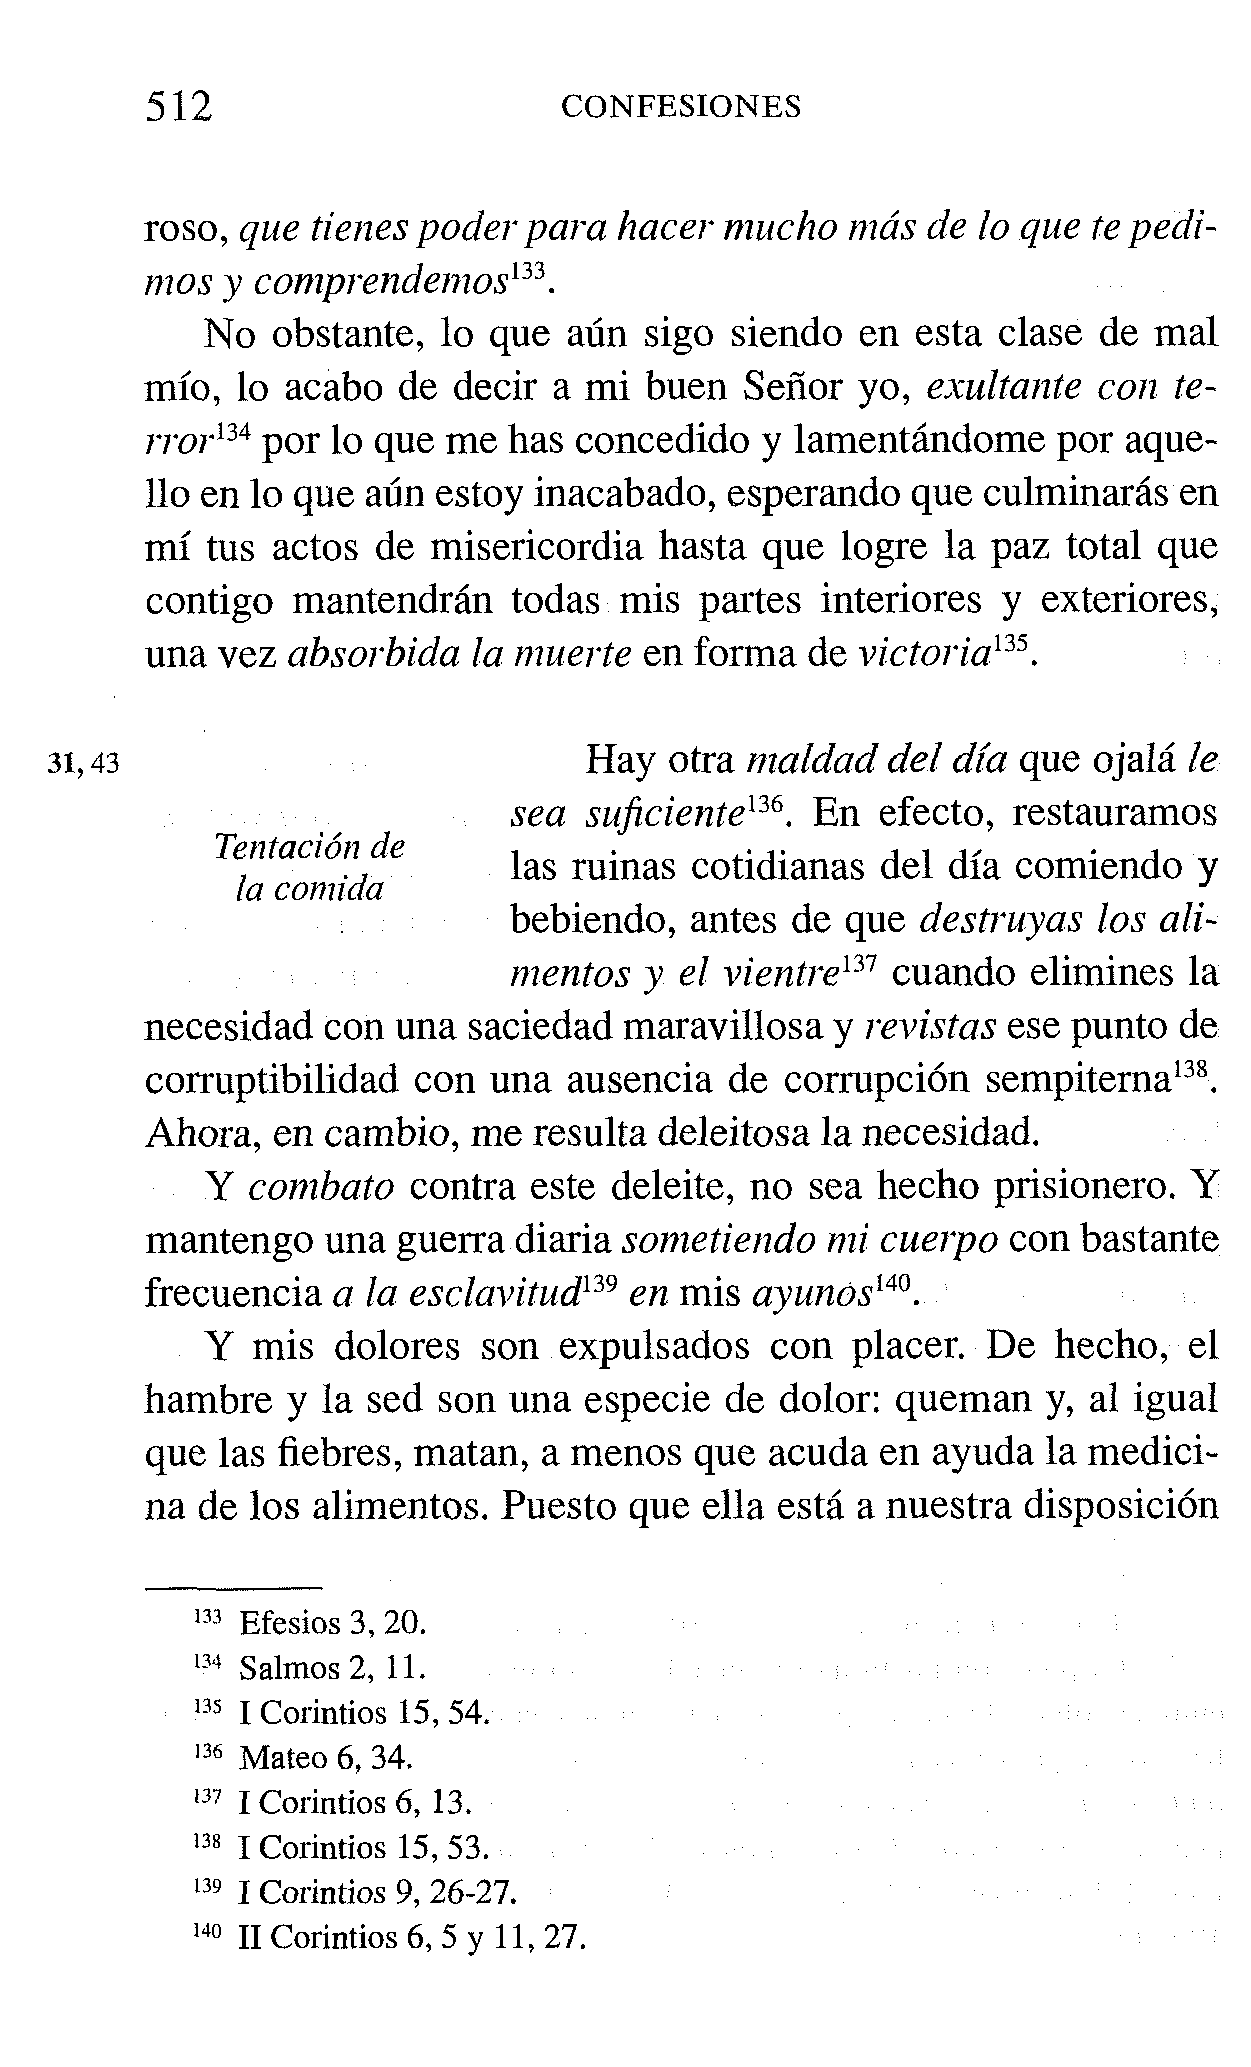 512 CONFESIONES
roso, que tienes poder para hacer mucho más de lo que te pedi-
mos y comprendemos¹³³.
No obstante, lo que aún sigo siendo en esta clase de mal
mío, lo acabo de decir a mi buen Señor yo, exultante con te-
rror¹³⁴ por lo que me has concedido y lamentándome por aque-
llo en lo que aún estoy inacabado, esperando que culminarás en
mí tus actos de misericordia hasta que logre la paz total que
contigo mantendrán todas mis partes interiores y exteriores,
una vez absorbida la muerte en forma de victoria¹³⁵.
31, 43
Tentación de
la comida
Hay otra maldad del día que ojalá le
sea suficiente¹³⁶. En efecto, restauramos
las ruinas cotidianas del día comiendo y
bebiendo, antes de que destruyas los ali-
mentos y el vientre¹³⁷ cuando elimines la
necesidad con una saciedad maravillosa y revistas ese punto de
corruptibilidad con una ausencia de corrupción sempiterna¹³⁸.
Ahora, en cambio, me resulta deleitosa la necesidad.
Y combato contra este deleite, no sea hecho prisionero. Y
mantengo una guerra diaria sometiendo mi cuerpo con bastante
frecuencia a la esclavitud¹³⁹ en mis ayunos¹⁴⁰.
Y mis dolores son expulsados con placer. De hecho, el
hambre y la sed son una especie de dolor: queman y, al igual
que las fiebres, matan, a menos que acuda en ayuda la medici-
na de los alimentos. Puesto que ella está a nuestra disposición
¹³³ Efesios 3, 20.
¹³⁴ Salmos 2, 11.
¹³⁵ I Corintios 15, 54.
¹³⁶ Mateo 6, 34.
¹³⁷ I Corintios 6, 13.
¹³⁸ I Corintios 15, 53.
¹³⁹ I Corintios 9, 26-27.
¹⁴⁰ II Corintios 6, 5 y 11, 27.